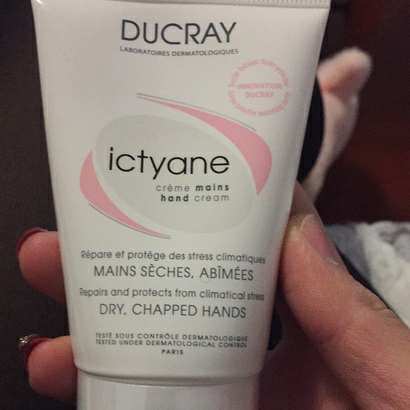 DUCRAY
LABORATOIRES DERMATOLOGIQUES
INNOVATION
DUCRAY
ictyane
crème mains
hand cream
Répare et protège des stress climatiques
MAINS SÈCHES, ABÎMÉES
Repairs and protects from climatical stress
DRY, CHAPPED HANDS
TESTÉ SOUS CONTRÔLE DERMATOLOGIQUE
TESTED UNDER DERMATOLOGICAL CONTROL
PARIS